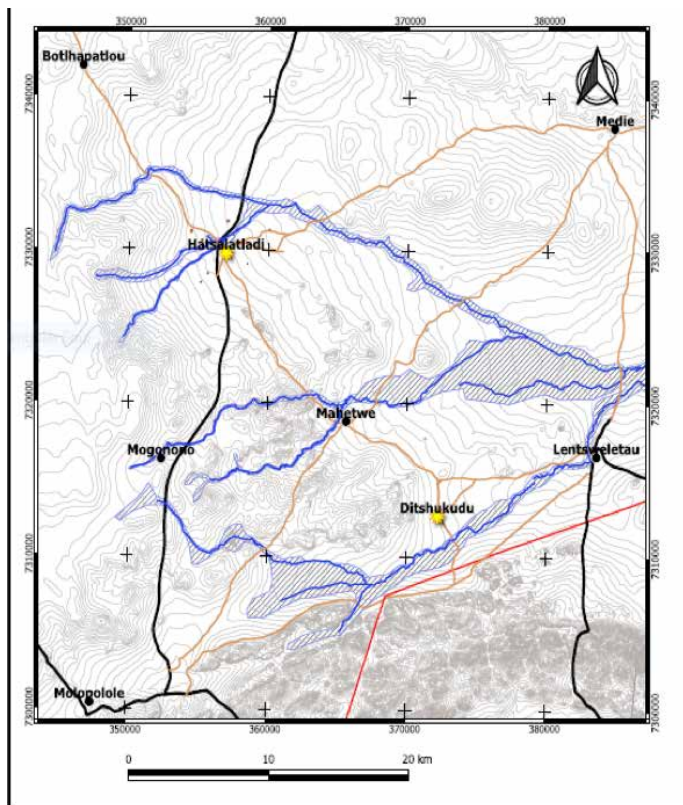 350000 360000 370000 380000
Botlhapatlou
7340000 7340000
Medie
7330000 7330000
Hatsalatladi
7320000 7320000
Mahetwe
Mogonono
Lentsweletau
Ditshukudu
7310000 7310000
Molopolole
7300000 7300000
350000 360000 370000 380000
0 10 20 km